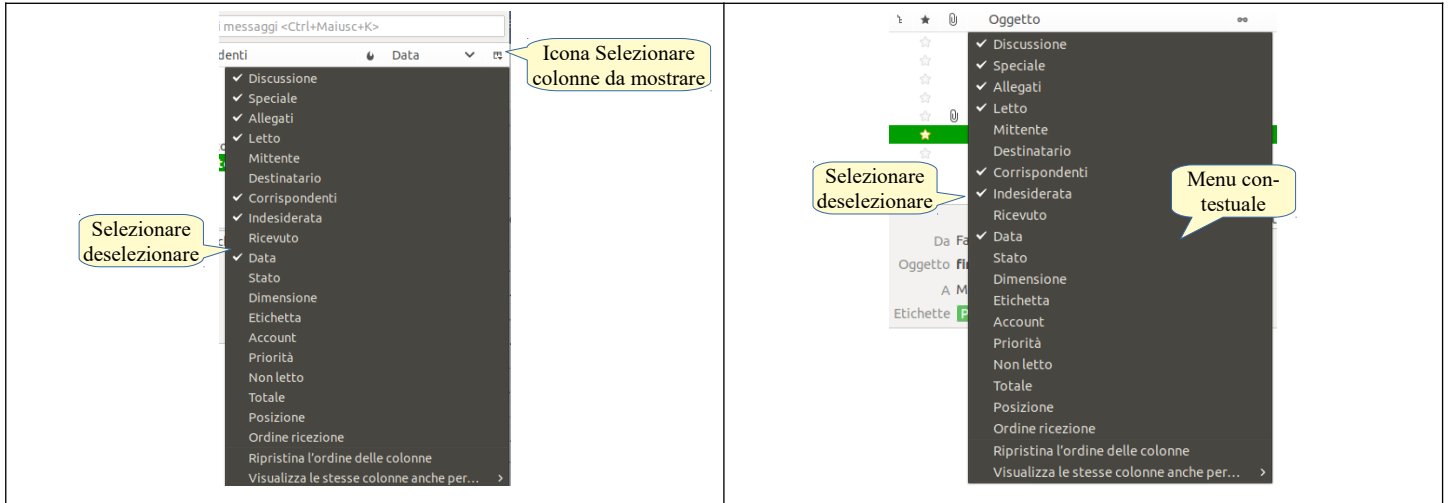 i messaggi <Ctrl+Maiusc+K>
denti Data
Icona Selezionare
colonne da mostrare
Discussione
Speciale
Allegati
Letto
Mittente
Destinatario
Corrispondenti
Indesiderata
Ricevuto
Data
Stato
Dimensione
Etichetta
Account
Priorità
Non letto
Totale
Posizione
Ordine ricezione
Ripristina l'ordine delle colonne
Visualizza le stesse colonne anche per…
Selezionare
deselezionare
Oggetto
Discussione
Speciale
Allegati
Letto
Mittente
Destinatario
Corrispondenti
Indesiderata
Ricevuto
Data
Stato
Dimensione
Etichetta
Account
Priorità
Non letto
Totale
Posizione
Ordine ricezione
Ripristina l'ordine delle colonne
Visualizza le stesse colonne anche per…
Selezionare
deselezionare
Menu con-
testuale
Da Fa
Oggetto fi
A M
Etichette P